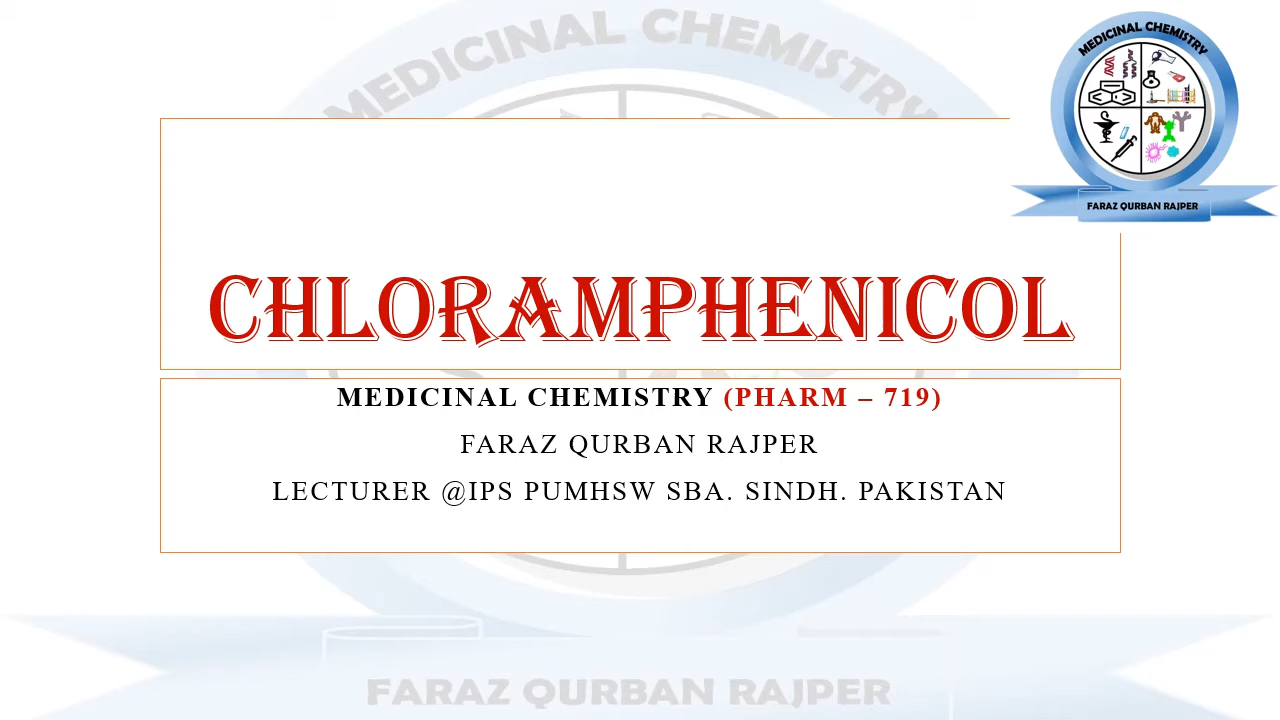 MEDICINAL CHEMISTRY
FARAZ QURBAN RAJPER
MEDICINAL CHEMISTRY
CHLORAMPHENICOL
MEDICINAL CHEMISTRY (PHARM – 719)
FARAZ QURBAN RAJPER
LECTURER @IPS PUMHSW SBA. SINDH. PAKISTAN
FARAZ QURBAN RAJPER